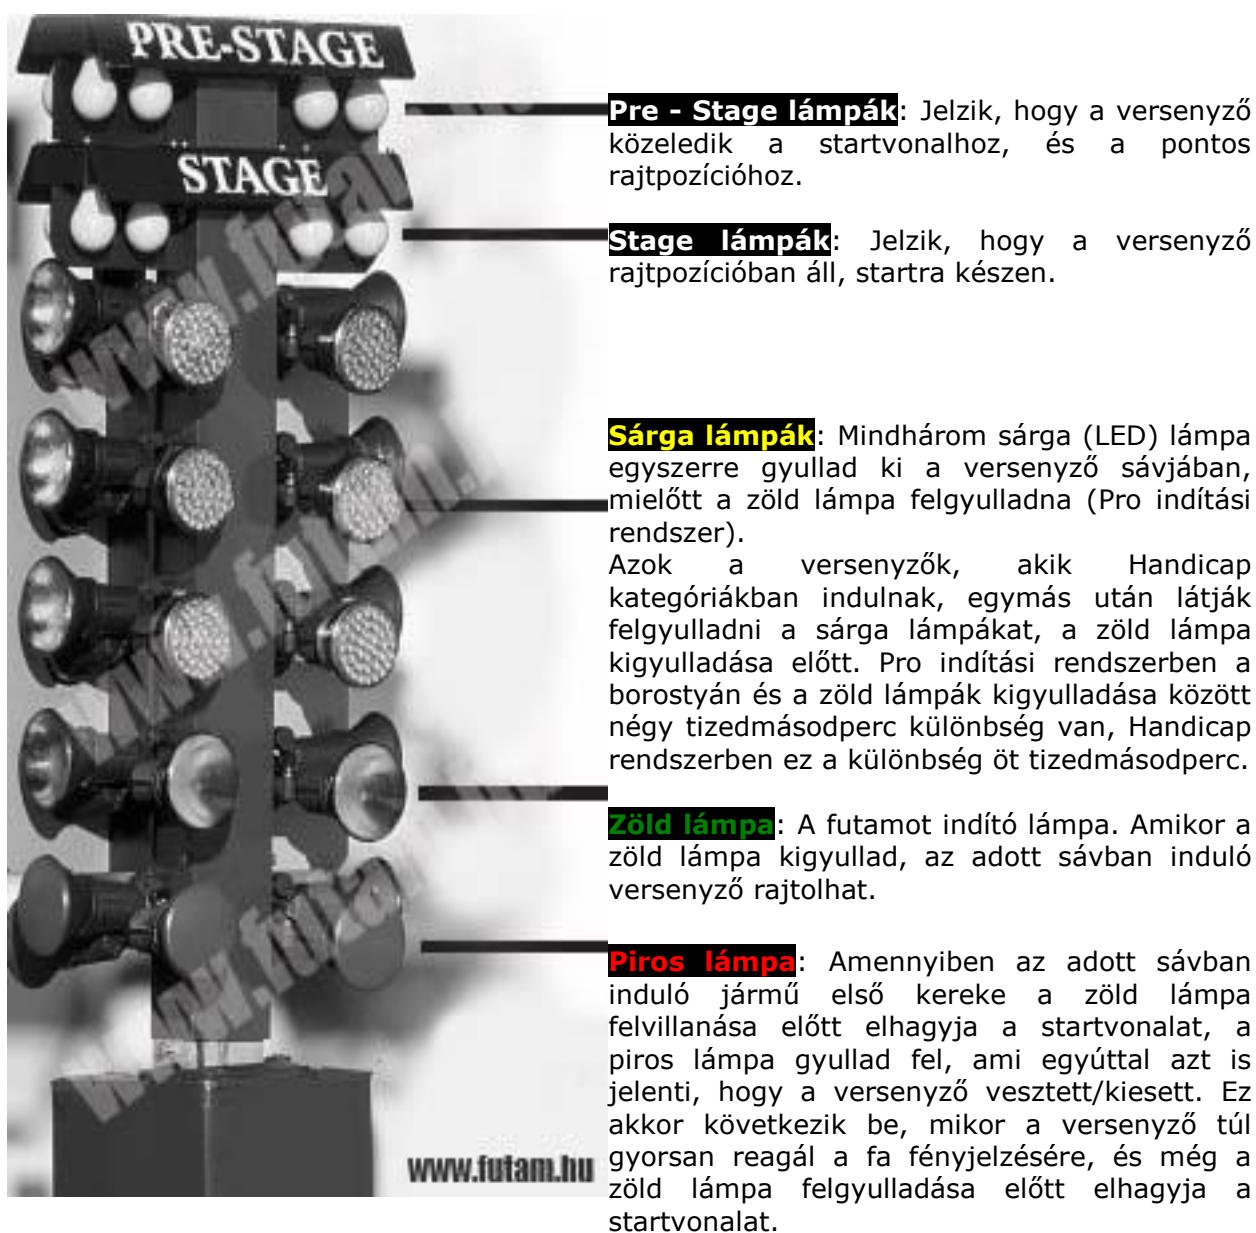 PRE-STAGE
STAGE
www.futam.hu
Pre - Stage lámpák: Jelzik, hogy a versenyző
közeledik a startvonalhoz, és a pontos
rajtpozícióhoz.
Stage lámpák: Jelzik, hogy a versenyző
rajtpozícióban áll, startra készen.
Sárga lámpák: Mindhárom sárga (LED) lámpa
egyszerre gyullad ki a versenyző sávjában,
mielőtt a zöld lámpa felgyulladna (Pro indítási
rendszer).
Azok a versenyzők, akik Handicap
kategóriákban indulnak, egymás után látják
felgyulladni a sárga lámpákat, a zöld lámpa
kigyulladása előtt. Pro indítási rendszerben a
borostyán és a zöld lámpák kigyulladása között
négy tizedmásodperc különbség van, Handicap
rendszerben ez a különbség öt tizedmásodperc.
Zöld lámpa: A futamot indító lámpa. Amikor a
zöld lámpa kigyullad, az adott sávban induló
versenyző rajtolhat.
Piros lámpa: Amennyiben az adott sávban
induló jármű első kereke a zöld lámpa
felvillanása előtt elhagyja a startvonalat, a
piros lámpa gyullad fel, ami egyúttal azt is
jelenti, hogy a versenyző vesztett/kiesett. Ez
akkor következik be, mikor a versenyző túl
gyorsan reagál a fa fényjelzésére, és még a
zöld lámpa felgyulladása előtt elhagyja a
startvonalat.